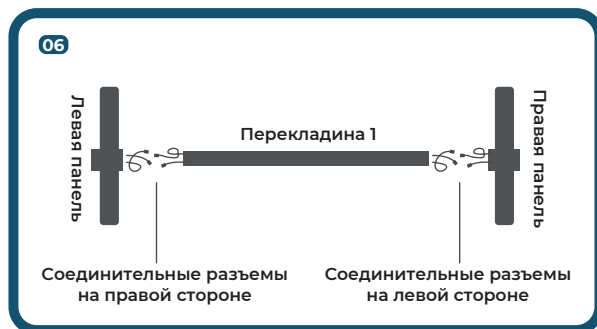 06
Левая панель
Перекладина 1
Правая панель
Соединительные разъемы
на правой стороне
Соединительные разъемы
на левой стороне